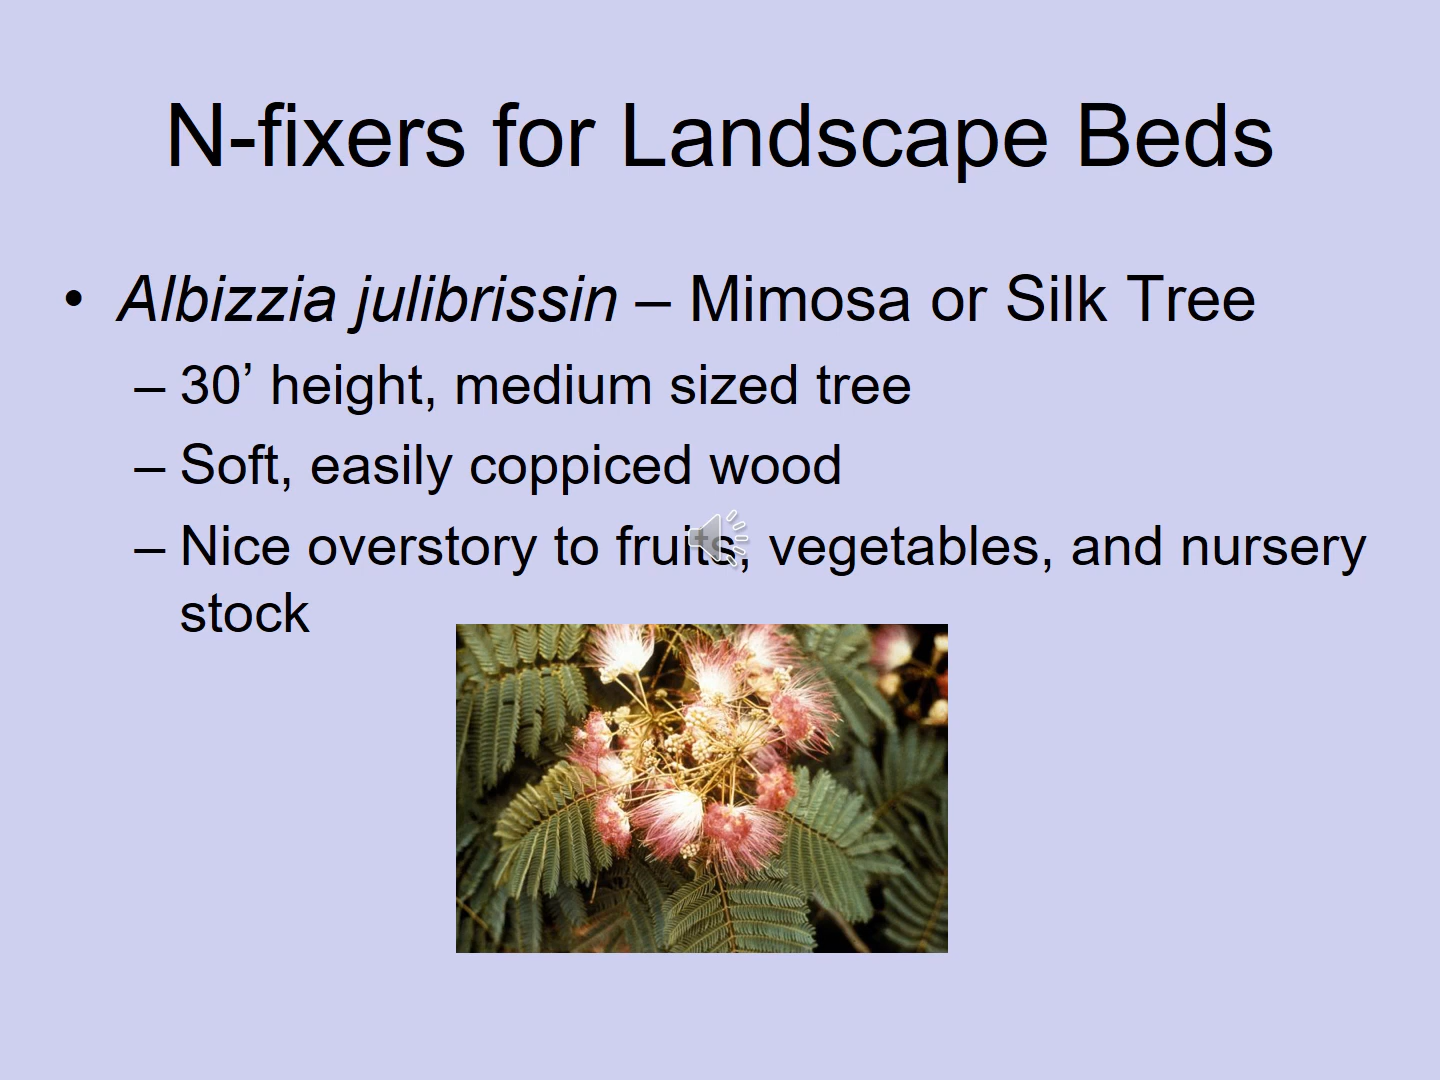 N-fixers for Landscape Beds
• Albizzia julibrissin – Mimosa or Silk Tree
– 30’ height, medium sized tree
– Soft, easily coppiced wood
– Nice overstory to fruits, vegetables, and nursery
stock